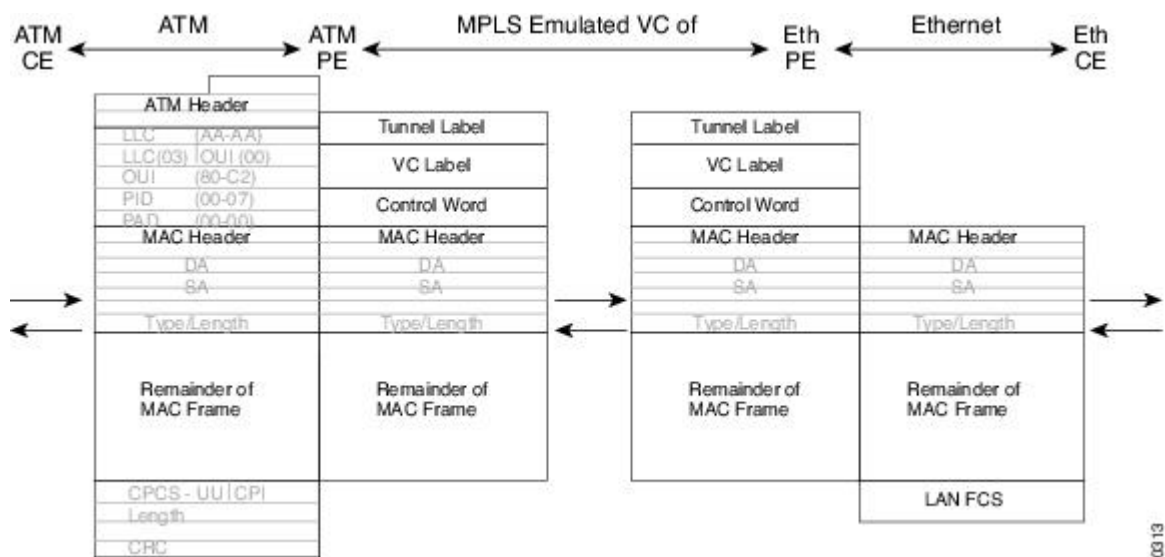 ATM CE
ATM
ATM PE
MPLS Emulated VC of
Eth PE
Ethernet
Eth CE
ATM Header
LLC (AA-AA)
LLC(03) | OUI (00)
OUI (80-C2)
PID (00-07)
PAD (00-00)
MAC Header
DA
SA
Type/Length
Remainder of
MAC Frame
CPCS - UU | CPI
Length
CRC
Tunnel Label
VC Label
Control Word
MAC Header
DA
SA
Type/Length
Remainder of
MAC Frame
Tunnel Label
VC Label
Control Word
MAC Header
DA
SA
Type/Length
Remainder of
MAC Frame
MAC Header
DA
SA
Type/Length
Remainder of
MAC Frame
LAN FCS
0313